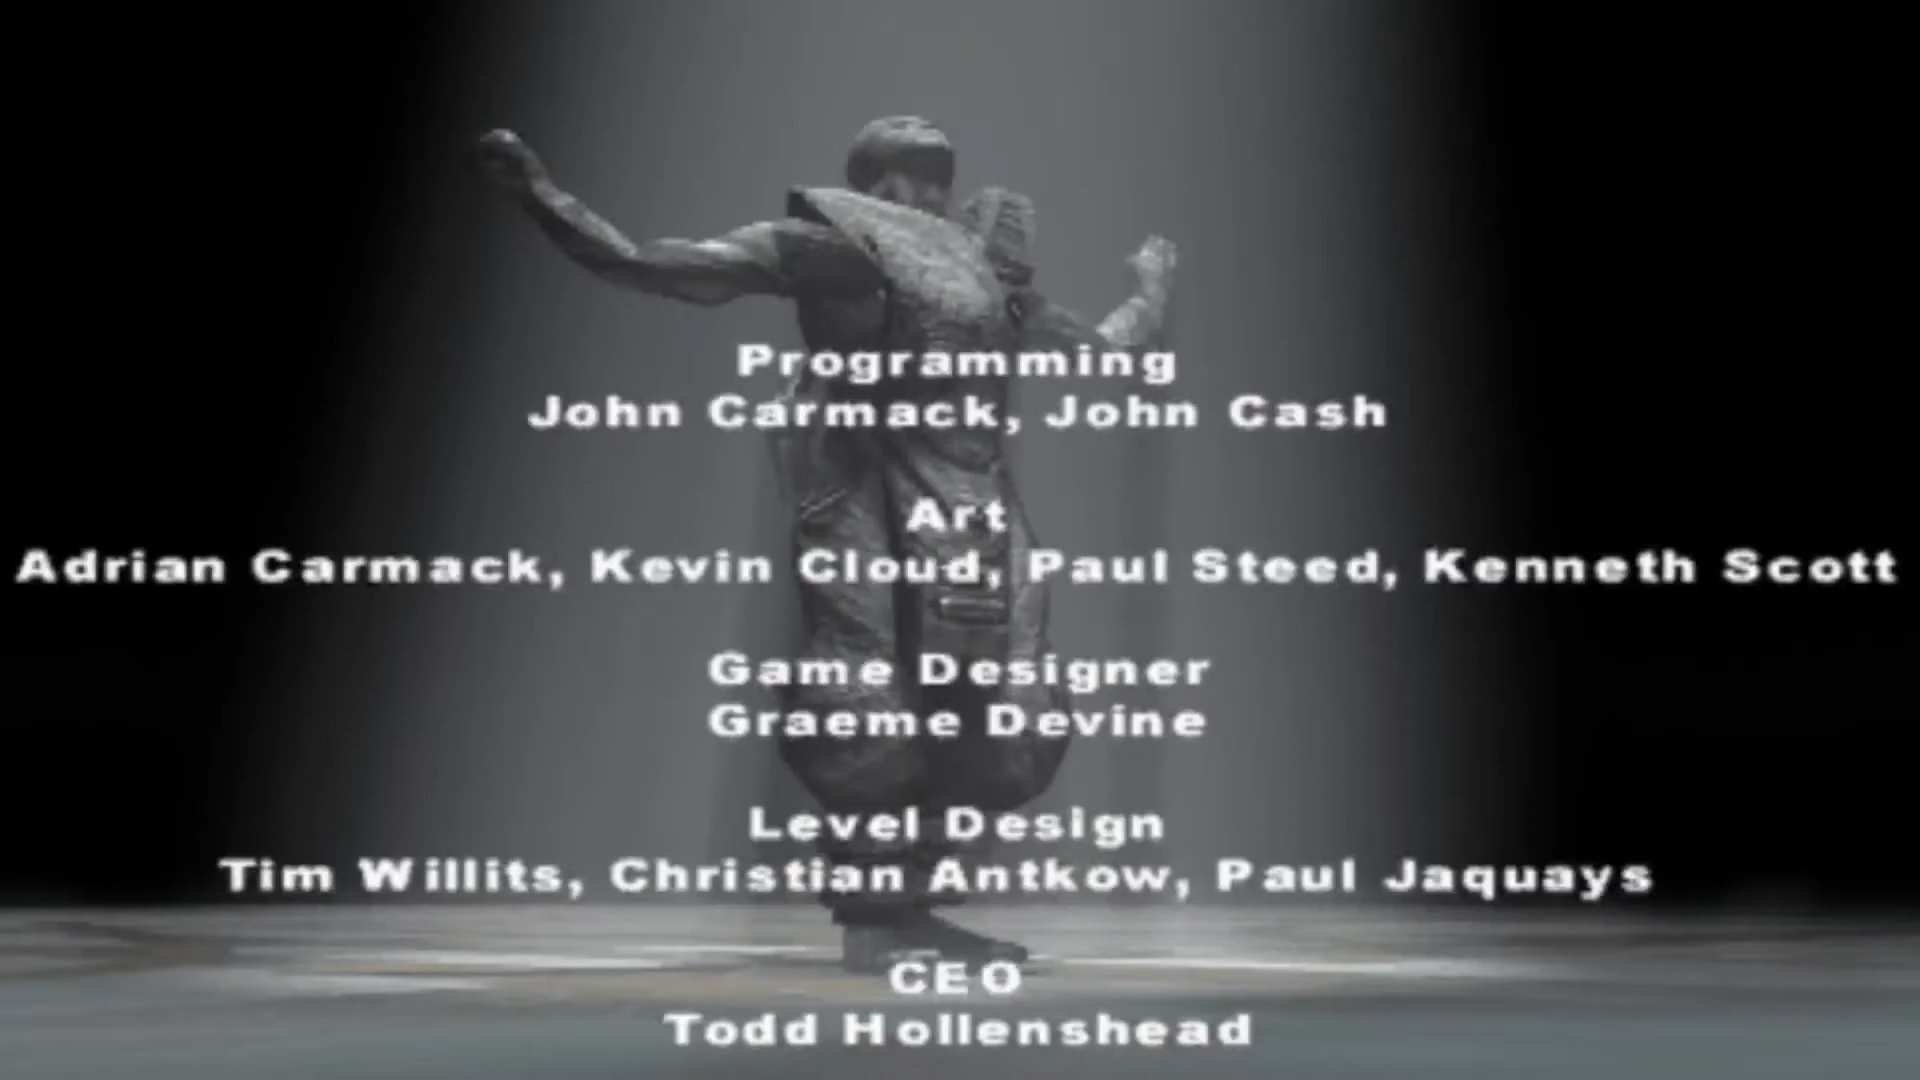 Programming
John Carmack, John Cash
Art
Adrian Carmack, Kevin Cloud, Paul Steed, Kenneth Scott
Game Designer
Graeme Devine
Level Design
Tim Willits, Christian Antkow, Paul Jaquays
CEO
Todd Hollenshead